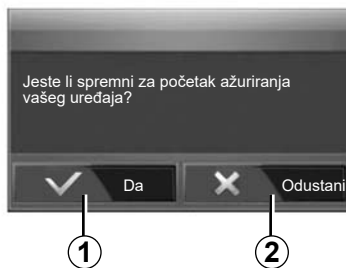 Jeste li spremni za početak ažuriranja
vašeg uređaja?
Da
Odustani
1
2